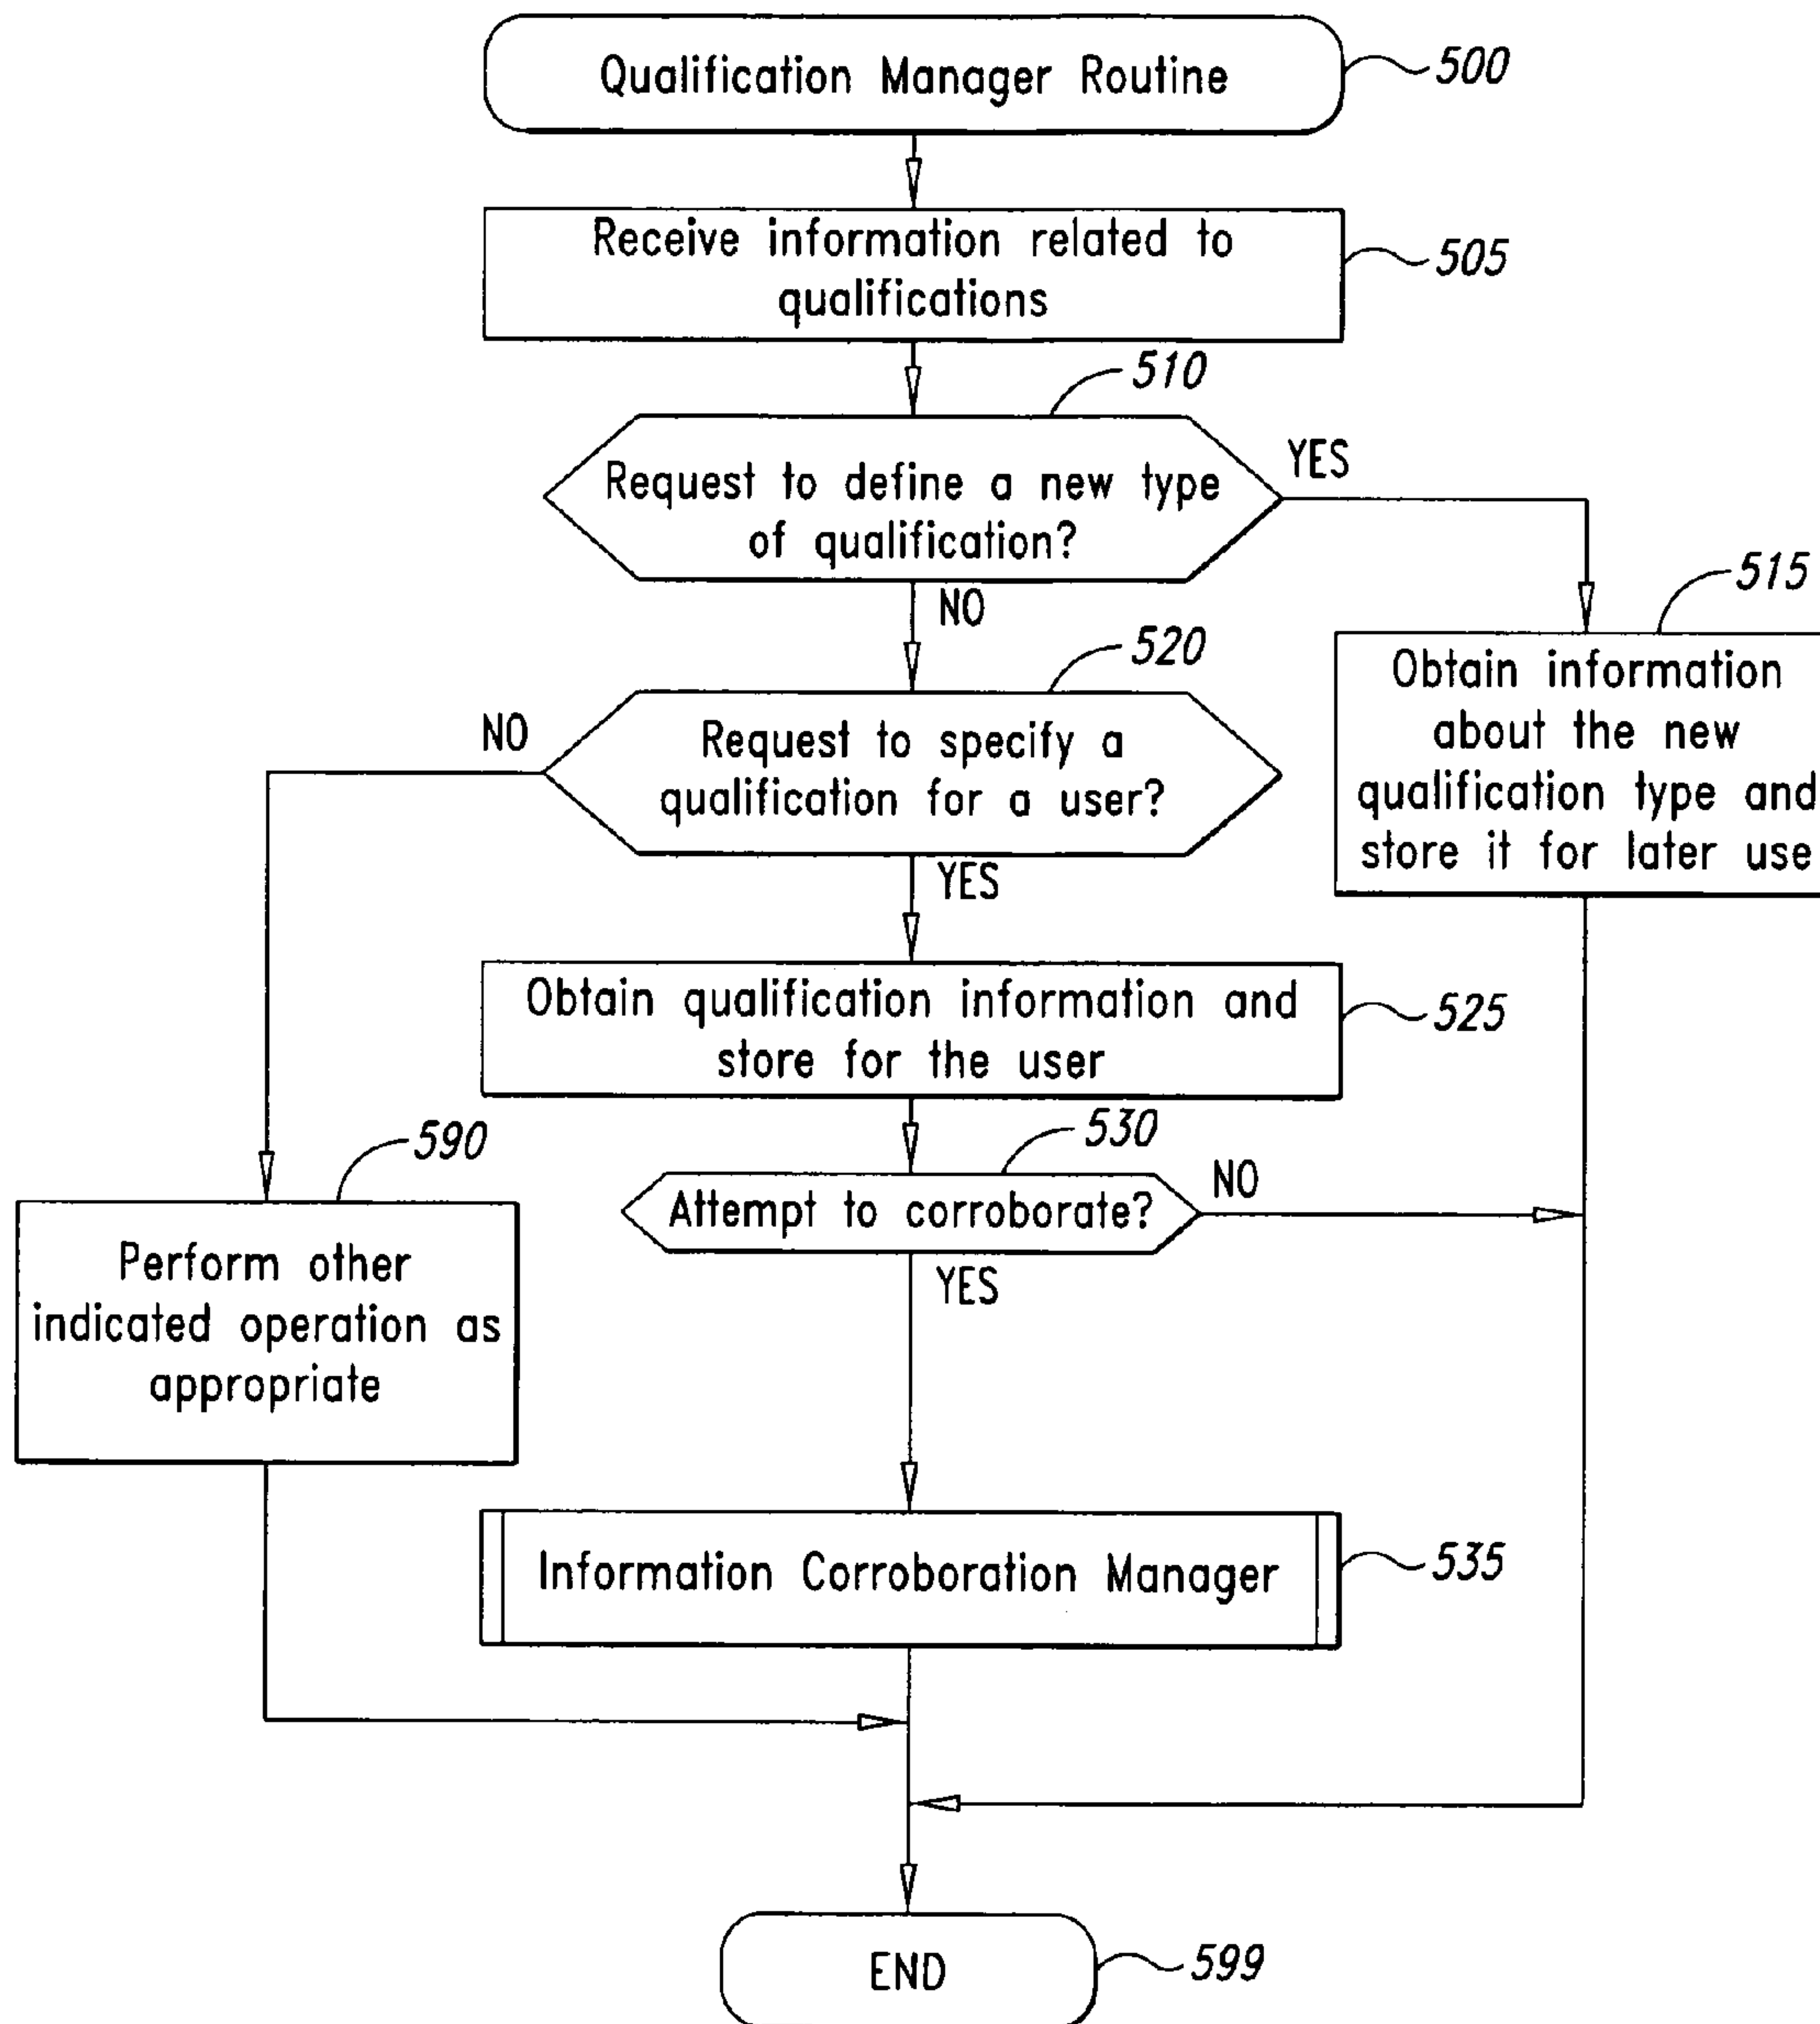 Qualification Manager Routine
500
Receive information related to
qualifications
505
510
Request to define a new type
of qualification?
YES
NO
515
Obtain information
about the new
qualification type and
store it for later use
520
Request to specify a
qualification for a user?
NO
YES
Obtain qualification information and
store for the user
525
530
Attempt to corroborate?
NO
YES
590
Perform other
indicated operation as
appropriate
Information Corroboration Manager
535
END
599